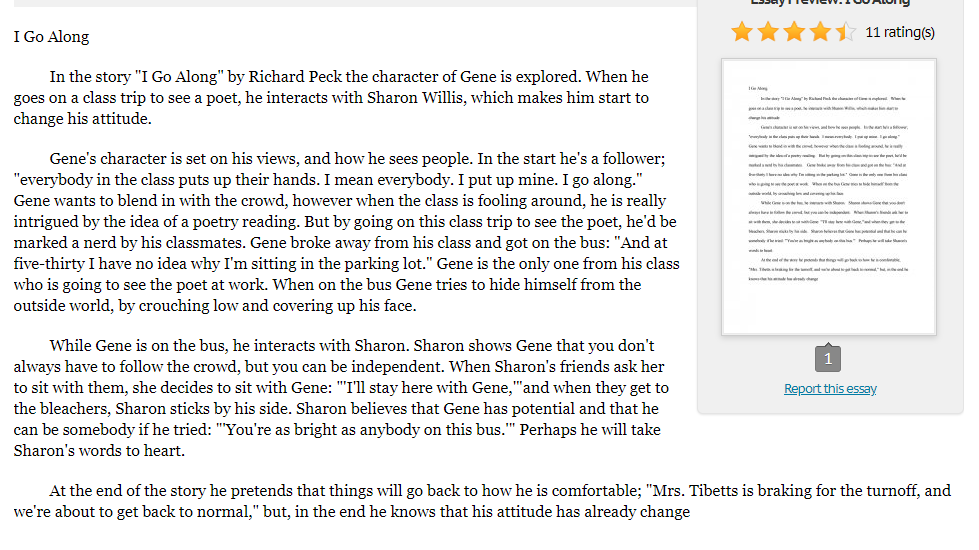 Essay Preview: I Go Along
I Go Along
In the story "I Go Along" by Richard Peck the character of Gene is explored. When he
goes on a class trip to see a poet, he interacts with Sharon Willis, which makes him start to
change his attitude.
Gene's character is set on his views, and how he sees people. In the start he's a follower;
"everybody in the class puts up their hands. I mean everybody. I put up mine. I go along."
Gene wants to blend in with the crowd, however when the class is fooling around, he is really
intrigued by the idea of a poetry reading. But by going on this class trip to see the poet, he'd be
marked a nerd by his classmates. Gene broke away from his class and got on the bus: "And at
five-thirty I have no idea why I'm sitting in the parking lot." Gene is the only one from his class
who is going to see the poet at work. When on the bus Gene tries to hide himself from the
outside world, by crouching low and covering up his face.
While Gene is on the bus, he interacts with Sharon. Sharon shows Gene that you don't
always have to follow the crowd, but you can be independent. When Sharon's friends ask her
to sit with them, she decides to sit with Gene: "'I'll stay here with Gene,'"and when they get to
the bleachers, Sharon sticks by his side. Sharon believes that Gene has potential and that he
can be somebody if he tried: "'You're as bright as anybody on this bus.'" Perhaps he will take
Sharon's words to heart.
At the end of the story he pretends that things will go back to how he is comfortable; "Mrs. Tibetts is braking for the turnoff, and
we're about to get back to normal," but, in the end he knows that his attitude has already change
11 rating(s)
1
Report this essay